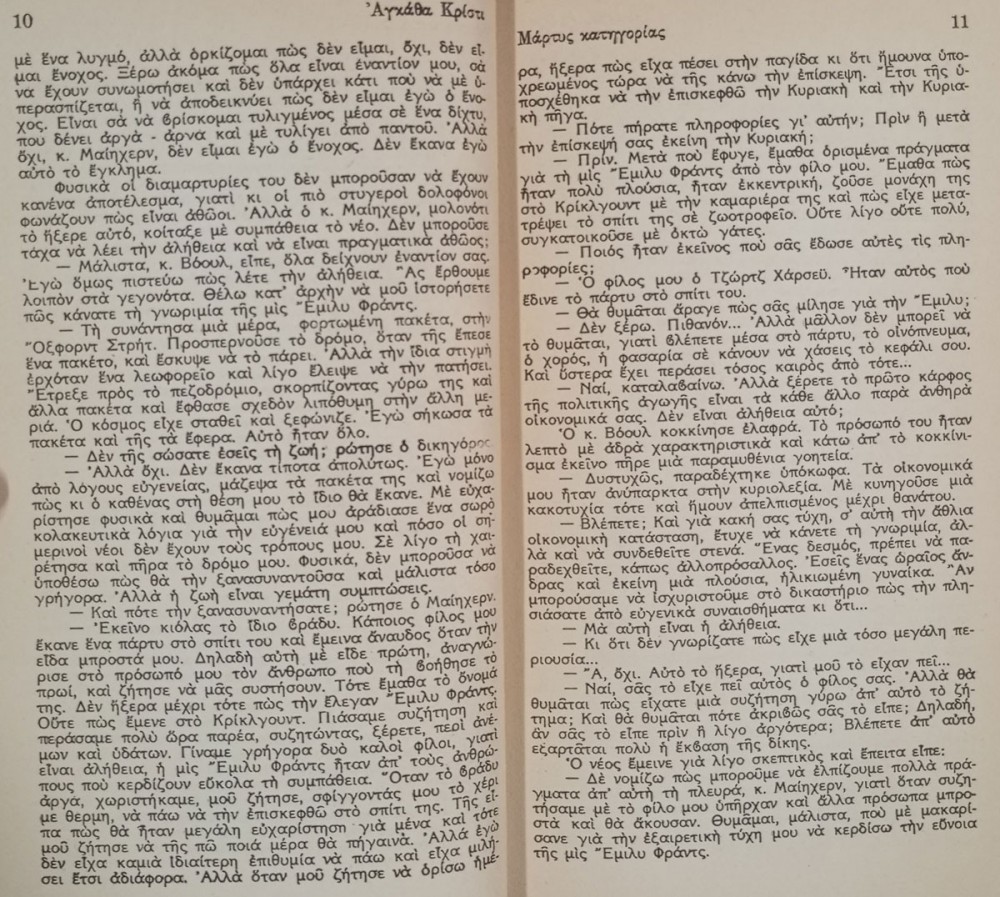 10
Ἀγκάθα Κρίστι
μὲ ἕνα λυγμό, ἀλλὰ ὁρκίζομαι πὼς δὲν εἶμαι, ὄχι, δὲν εἶ-
μαι ἔνοχος. Ξέρω ἀκόμα πὼς ὅλα εἶναι ἐναντίον μου, σὰ
νὰ ἔχουν συνωμοτήσει καὶ δὲν ὑπάρχει κάτι ποὺ νὰ μὲ ὑ-
περασπίζεται, ἢ νὰ ἀποδεικνύει πὼς δὲν εἶμαι ἐγὼ ὁ ἔνο-
χος. Εἶναι σὰ νὰ βρίσκομαι τυλιγμένος μέσα σὲ ἕνα δίχτυ,
που δένει ἀργὰ - ἀρνα καὶ μὲ τυλίγει ἀπὸ παντοῦ. Ἀλλὰ
ὄχι, κ. Μαίηχερν, δὲν εἶμαι ἐγὼ ὁ ἔνοχος. Δὲν ἔκανα ἐγὼ
αὐτὸ τὸ ἔγκλημα.
Φυσικὰ οἱ διαμαρτυρίες του δὲν μποροῦσαν νὰ ἔχουν
κανένα ἀποτέλεσμα, γιατὶ κι οἱ πιὸ στυγεροὶ δολοφόνοι
φωνάζουν πὼς εἶναι ἀθῶοι. Ἀλλὰ ὁ κ. Μαίηχερν, μολονότι
τὸ ἤξερε αὐτό, κοίταξε μὲ συμπάθεια τὸ νέο. Δὲν μποροῦσε
τάχα νὰ λέει τὴν ἀλήθεια καὶ νὰ εἶναι πραγματικὰ ἀθῶος;
— Μάλιστα, κ. Βόουλ, εἶπε, ὅλα δείχνουν ἐναντίον σας.
Ἐγὼ ὅμως πιστεύω πὼς λέτε τὴν ἀλήθεια. Ἂς ἔρθουμε
λοιπὸν στὰ γεγονότα. Θέλω κατ' ἀρχὴν νὰ μοῦ ἱστορήσετε
πῶς κάνατε τὴ γνωριμία τῆς μὶς Ἔμιλυ Φράντς.
— Τὴ συνάντησα μιὰ μέρα, φορτωμένη πακέτα, στὴν
Ὄξφορντ Στρήτ. Προσπερνοῦσε τὸ δρόμο, ὅταν τῆς ἔπεσε
ἕνα πακέτο, καὶ ἔσκυψε νὰ τὸ πάρει. Ἀλλὰ τὴν ἴδια στιγμὴ
ἐρχόταν ἕνα λεωφορεῖο καὶ λίγο ἔλειψε νὰ τὴν πατήσει.
Ἔτρεξε πρὸς τὸ πεζοδρόμιο, σκορπίζοντας γύρω της καὶ
ἄλλα πακέτα καὶ ἔφθασε σχεδὸν λιπόθυμη στὴν ἄλλη με-
ριά. Ὁ κόσμος εἶχε σταθεῖ καὶ ξεφώνιζε. Ἐγὼ σήκωσα τὰ
πακέτα καὶ τῆς τὰ ἔφερα. Αὐτὸ ἦταν ὅλο.
— Δὲν τῆς σώσατε ἐσεῖς τὴ ζωή; ρώτησε ὁ δικηγόρος
— Ἀλλὰ ὄχι. Δὲν ἔκανα τίποτα ἀπολύτως. Ἐγὼ μόνο
ἀπὸ λόγους εὐγενείας, μάζεψα τὰ πακέτα της καὶ νομίζω
πὼς κι ὁ καθένας στὴ θέση μου τὸ ἴδιο θὰ ἔκανε. Μὲ εὐχα-
ρίστησε φυσικὰ καὶ θυμᾶμαι πὼς μου ἀράδιασε ἕνα σωρὸ
κολακευτικὰ λόγια γιὰ τὴν εὐγένειά μου καὶ πόσο οἱ ση-
μερινοὶ νέοι δὲν ἔχουν τοὺς τρόπους μου. Σὲ λίγο τὴ χαι-
ρέτησα καὶ πῆρα τὸ δρόμο μου. Φυσικά, δὲν μποροῦσα νὰ
ὑποθέσω πὼς θὰ τὴν ξανασυναντοῦσα καὶ μάλιστα τόσο
γρήγορα. Ἀλλὰ ἡ ζωὴ εἶναι γεμάτη συμπτώσεις.
— Καὶ πότε τὴν ξανασυναντήσατε; ρώτησε ὁ Μαίηχερν.
— Ἐκεῖνο κιόλας τὸ ἴδιο βράδυ. Κάποιος φίλος μου
ἔκανε ἕνα πάρτυ στὸ σπίτι του καὶ ἔμεινα ἄναυδος ὅταν τὴν
εἶδα μπροστά μου. Δηλαδὴ αὐτὴ μὲ εἶδε πρώτη, ἀναγνώ-
ρισε στὸ πρόσωπό μου τὸν ἄνθρωπο ποὺ τὴ βοήθησε τὸ
πρωί, καὶ ζήτησε νὰ μᾶς συστήσουν. Τότε ἔμαθα τὸ ὄνομά
της. Δὲν ἤξερα μέχρι τότε πὼς τὴν ἔλεγαν Ἔμιλυ Φράντς.
Οὔτε πὼς ἔμενε στὸ Κρίκλγουντ. Πιάσαμε συζήτηση καὶ
περάσαμε πολὺ ὥρα παρέα, συζητώντας, ξέρετε, περὶ ἀνέ-
μων καὶ ὑδάτων. Γίναμε γρήγορα δυὸ καλοὶ φίλοι, γιατὶ
εἶναι ἀλήθεια, ἡ μὶς Ἔμιλυ Φράντς ἦταν ἀπ' τοὺς ἀνθρώ-
πους ποὺ κερδίζουν εὔκολα τὴ συμπάθεια. Ὅταν τὸ βράδυ
ἀργά, χωριστήκαμε, μοῦ ζήτησε, σφίγγοντάς μου τὸ χέρι
με θερμη, νὰ πάω νὰ τὴν ἐπισκεφθῶ στὸ σπίτι της. Τῆς εἶ-
πα πὼς θὰ ἦταν μεγάλη εὐχαρίστηση γιὰ μένα καὶ τότε
μοῦ ζήτησε νὰ τῆς πῶ ποιά μέρα θὰ πήγαινα. Ἀλλὰ ἐγὼ
δὲν εἶχα καμιὰ ἰδιαίτερη ἐπιθυμία νὰ πάω καὶ εἶχα μιλή-
σει ἔτσι ἀδιάφορα. Ἀλλὰ ὅταν μοῦ ζήτησε νὰ ὁρίσω ἡμέ-
Μάρτυς κατηγορίας
11
ρα, ἤξερα πὼς εἶχα πέσει στὴν παγίδα κι ὅτι ἤμουνα ὑπο-
χρεωμένος τώρα νὰ τῆς κάνω τὴν ἐπίσκεψη. Ἔτσι τῆς ὑ-
ποσχέθηκα νὰ τὴν ἐπισκεφθῶ τὴν Κυριακὴ καὶ τὴν Κυρια-
κὴ πῆγα.
— Πότε πήρατε πληροφορίες γι' αὐτήν; Πρὶν ἢ μετὰ
τὴν ἐπίσκεψή σας ἐκείνη τὴν Κυριακή;
— Πρίν. Μετὰ ποὺ ἔφυγε, ἔμαθα ὁρισμένα πράγματα
γιὰ τὴ μὶς Ἔμιλυ Φράντς ἀπὸ τὸν φίλο μου. Ἔμαθα πὼς
ἦταν πολὺ πλούσια, ἦταν ἐκκεντρική, ζοῦσε μονάχη της
στὸ Κρίκλγουντ μὲ τὴν καμαριέρα της καὶ πὼς εἶχε μετα-
τρέψει τὸ σπίτι της σὲ ζωοτροφεῖο. Οὔτε λίγο οὔτε πολύ,
συγκατοικοῦσε μὲ ὀκτὼ γάτες.
— Ποιὸς ἦταν ἐκεῖνος ποὺ σᾶς ἔδωσε αὐτὲς τὶς πλη-
ροφορίες;
— Ὁ φίλος μου ὁ Τζώρτζ Χάρσεϋ. Ἦταν αὐτὸς ποὺ
ἔδινε τὸ πάρτυ στὸ σπίτι του.
— Θὰ θυμᾶται ἄραγε πὼς σᾶς μίλησε γιὰ τὴν Ἔμιλυ;
— Δὲν ξέρω. Πιθανόν... Ἀλλὰ μᾶλλον δὲν μπορεῖ νὰ
τὸ θυμᾶται, γιατὶ βλέπετε μέσα στὸ πάρτυ, τὸ οἰνόπνευμα,
ὁ χορός, ἡ φασαρία σὲ κάνουν νὰ χάσεις τὸ κεφάλι σου.
Καὶ ὕστερα ἔχει περάσει τόσος καιρὸς ἀπὸ τότε...
— Ναί, καταλαβαίνω. Ἀλλὰ ξέρετε τὸ πρῶτο κάρφος
τῆς πολιτικῆς ἀγωγῆς εἶναι τὰ κάθε ἄλλο παρὰ ἀνθηρὰ
οἰκονομικά σας. Δὲν εἶναι ἀλήθεια αὐτό;
Ὁ κ. Βόουλ κοκκίνησε ἐλαφρά. Τὸ πρόσωπό του ἦταν
λεπτὸ μὲ ἁδρὰ χαρακτηριστικὰ καὶ κάτω ἀπ' τὸ κοκκίνι-
σμα ἐκεῖνο πῆρε μιὰ παραμυθένια γοητεία.
— Δυστυχῶς, παραδέχτηκε ὑπόκωφα. Τὰ οἰκονομικά
μου ἦταν ἀνύπαρκτα στὴν κυριολεξία. Μὲ κυνηγοῦσε μιὰ
κακοτυχία τότε καὶ ἤμουν ἀπελπισμένος μέχρι θανάτου.
— Βλέπετε; Καὶ γιὰ κακή σας τύχη, σ' αὐτὴ τὴν ἄθλια
οἰκονομικὴ κατάσταση, ἔτυχε νὰ κάνετε τὴ γνωριμία, ἀλ-
λὰ καὶ νὰ συνδεθεῖτε στενά. Ἕνας δεσμός, πρέπει νὰ πα-
ραδεχθεῖτε, κάπως ἀλλοπρόσαλλος. Ἐσεῖς ἕνας ὡραῖος ἄν-
δρας καὶ ἐκείνη μιὰ πλούσια, ἡλικιωμένη γυναίκα. Ἂν
μπορούσαμε νὰ ἰσχυριστοῦμε στὸ δικαστήριο πὼς τὴν πλη-
σιάσατε ἀπὸ εὐγενικὰ συναισθήματα κι ὅτι...
— Μὰ αὐτὴ εἶναι ἡ ἀλήθεια.
— Κι ὅτι δὲν γνωρίζατε πὼς εἶχε μιὰ τόσο μεγάλη πε-
ριουσία...
— Ἄ, ὄχι. Αὐτὸ τὸ ἤξερα, γιατὶ μοῦ τὸ εἶχαν πεῖ...
— Ναί, σᾶς τὸ εἶχε πεῖ αὐτὸς ὁ φίλος σας. Ἀλλὰ θὰ
θυμᾶται πὼς εἴχατε μιὰ συζήτηση γύρω ἀπ' αὐτὸ τὸ ζή-
τημα; Καὶ θὰ θυμᾶται πότε ἀκριβῶς σᾶς τὸ εἶπε; Δηλαδή,
ἂν σᾶς τὸ εἶπε πρὶν ἢ λίγο ἀργότερα; Βλέπετε ἀπ' αὐτὸ
ἐξαρτᾶται πολὺ ἡ ἔκβαση τῆς δίκης.
Ὁ νέος ἔμεινε γιὰ λίγο σκεπτικὸς καὶ ἔπειτα εἶπε:
— Δὲ νομίζω πὼς μποροῦμε νὰ ἐλπίζουμε πολλὰ πρά-
γματα ἀπ' αὐτὴ τὴ πλευρά, κ. Μαίηχερν, γιατὶ ὅταν συζη-
τήσαμε μὲ τὸ φίλο μου ὑπῆρχαν καὶ ἄλλα πρόσωπα μπρο-
στὰ καὶ θὰ ἄκουσαν. Θυμᾶμαι, μάλιστα, ποὺ μὲ μακαρί-
σανε γιὰ τὴν ἐξαιρετικὴ τύχη μου νὰ κερδίσω τὴν εὔνοια
τῆς μὶς Ἔμιλυ Φράντς.